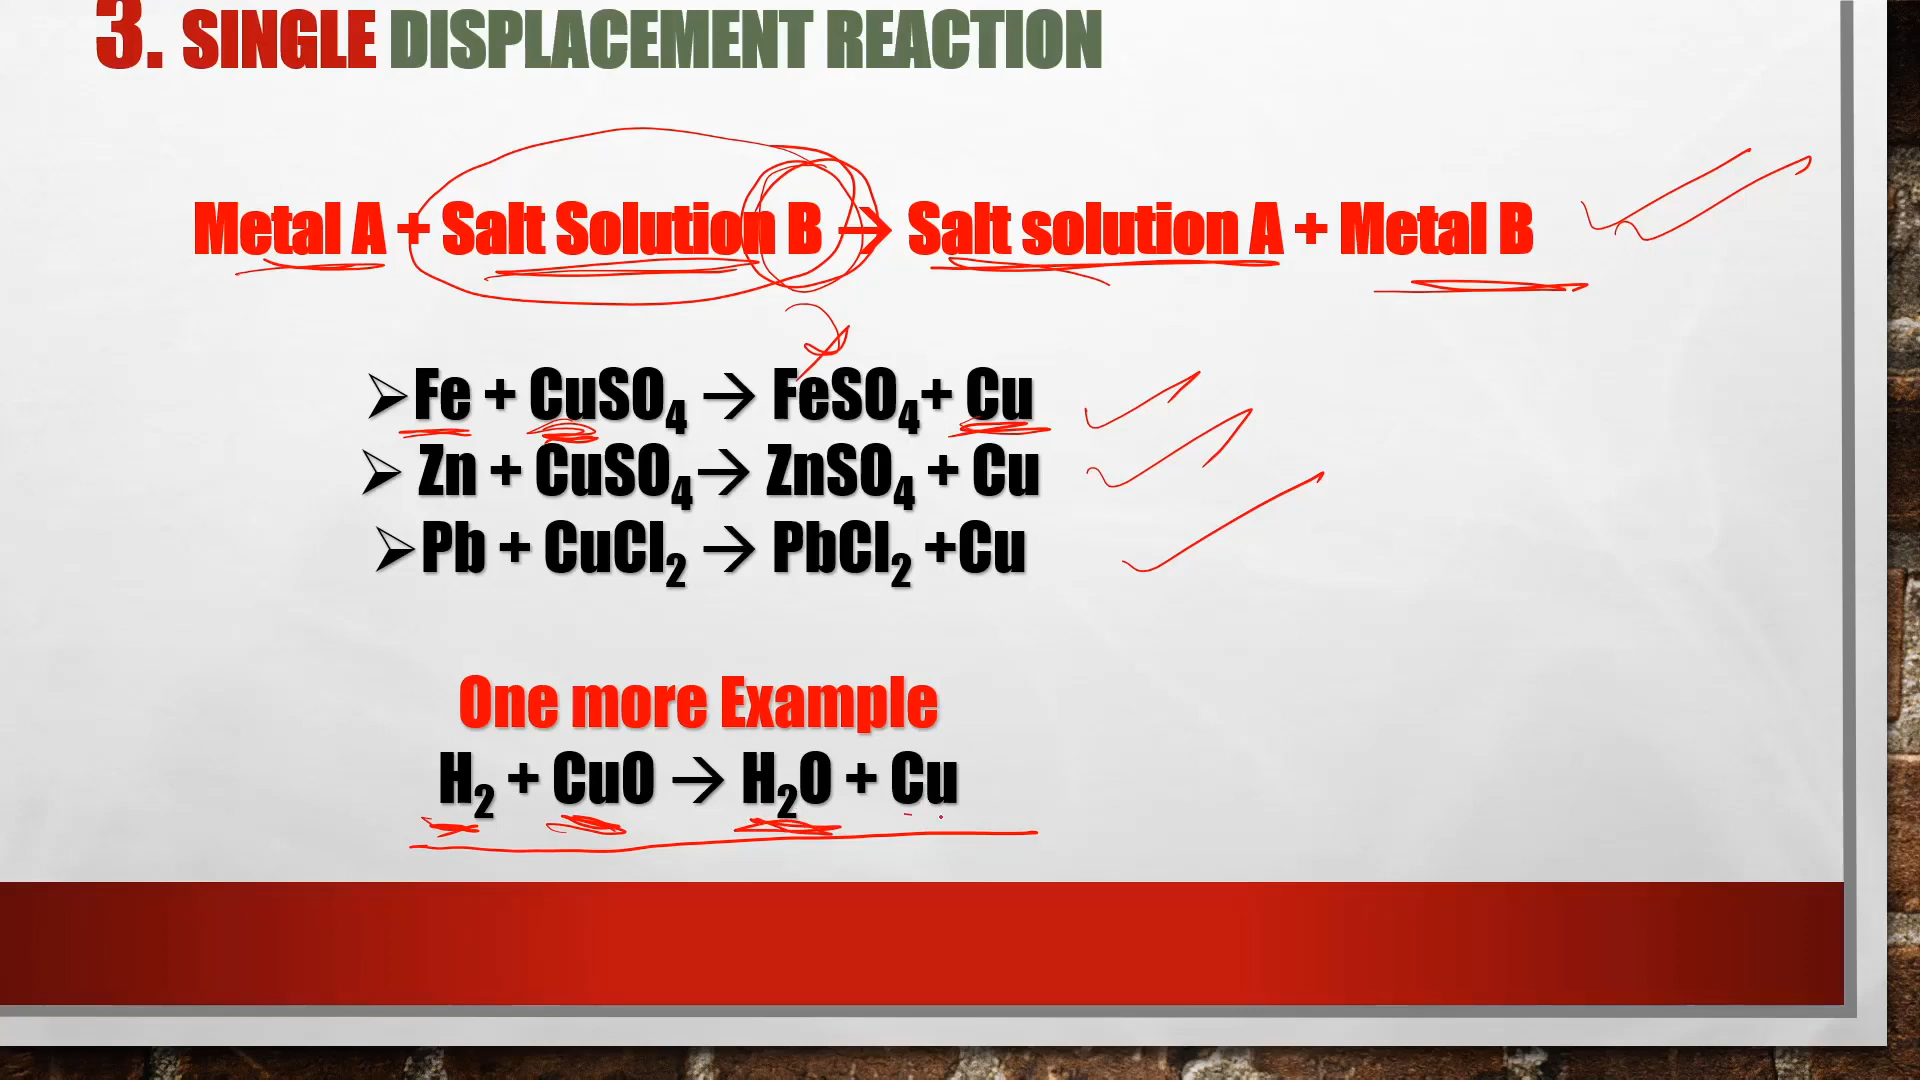 3. SINGLE DISPLACEMENT REACTION
Metal A + Salt Solution B → Salt solution A + Metal B
➢Fe + CuSO₄ → FeSO₄+ Cu
➢ Zn + CuSO₄→ ZnSO₄ + Cu
➢Pb + CuCl₂ → PbCl₂ +Cu
One more Example
H₂ + CuO → H₂O + Cu